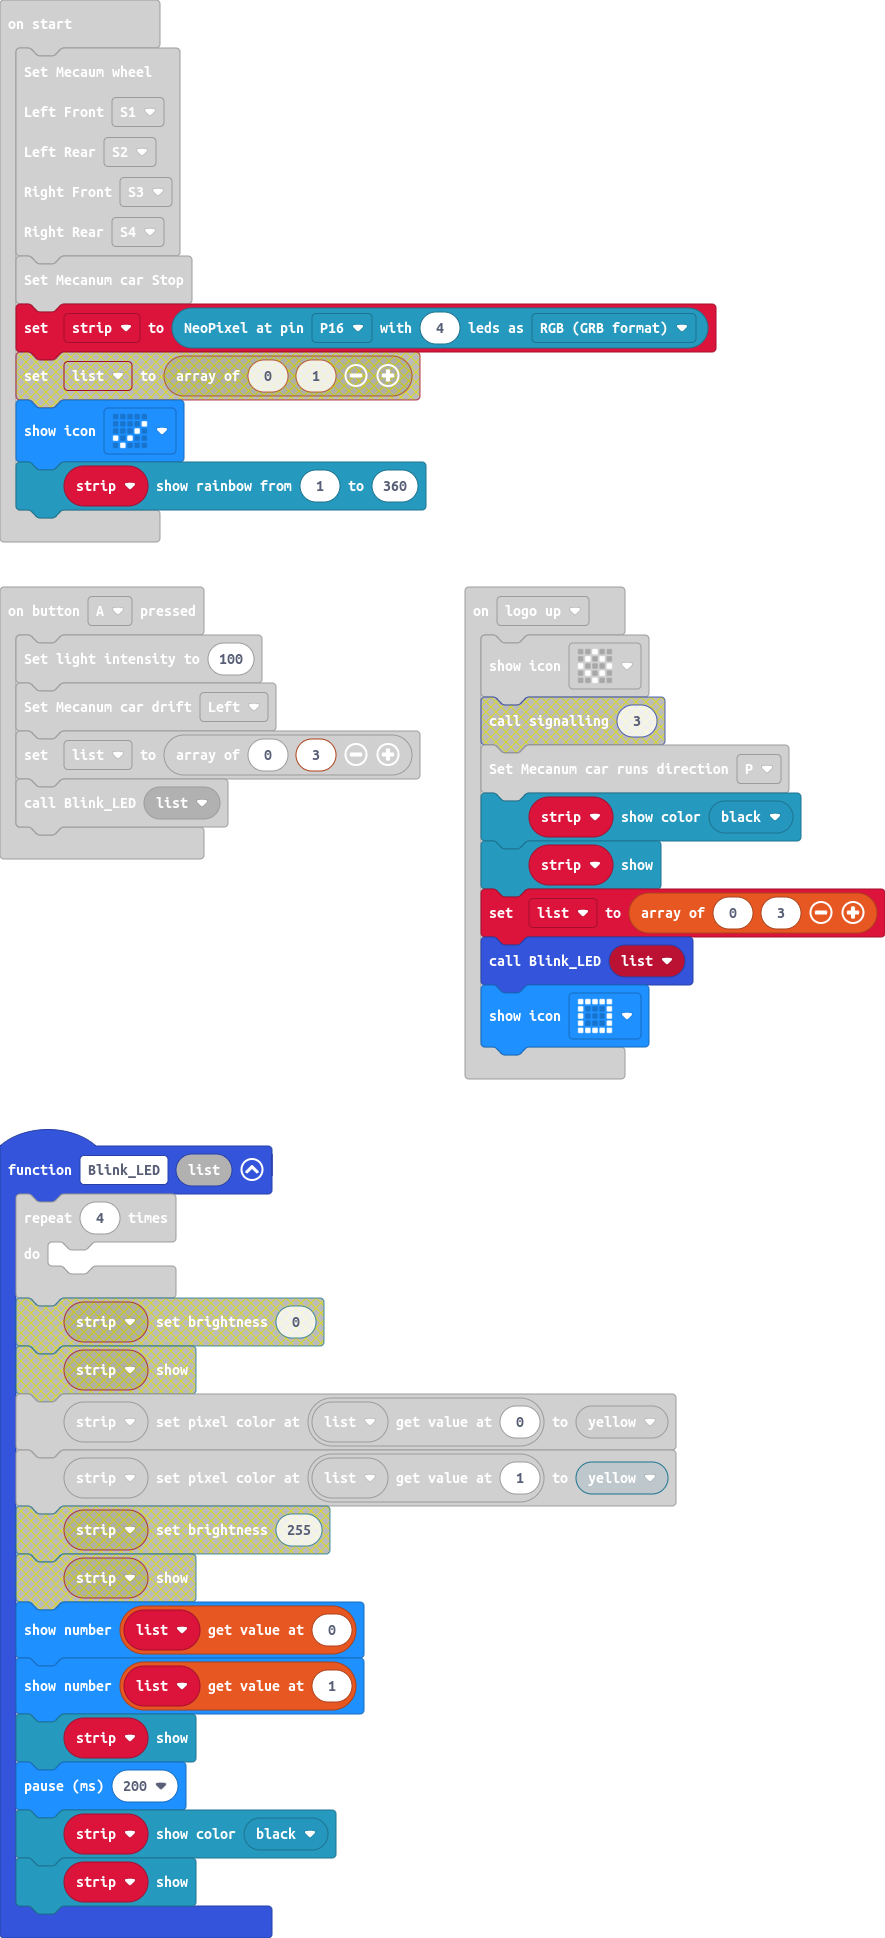 on start
Set Mecaum wheel
Left Front S1
Left Rear S2
Right Front S3
Right Rear S4
Set Mecanum car Stop
set strip to NeoPixel at pin P16 with 4 leds as RGB (GRB format)
set list to array of 0 1
show icon
strip show rainbow from 1 to 360
on button A pressed
Set light intensity to 100
Set Mecanum car drift Left
set list to array of 0 3
call Blink_LED list
on logo up
show icon
call signalling 3
Set Mecanum car runs direction P
strip show color black
strip show
set list to array of 0 3
call Blink_LED list
show icon
function Blink_LED list
repeat 4 times
do
strip set brightness 0
strip show
strip set pixel color at list get value at 0 to yellow
strip set pixel color at list get value at 1 to yellow
strip set brightness 255
strip show
show number list get value at 0
show number list get value at 1
strip show
pause (ms) 200
strip show color black
strip show